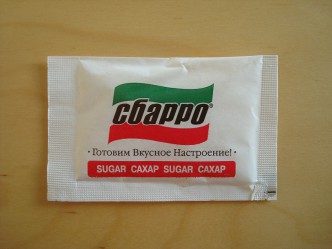 сбарро®
· Готовим Вкусное Настроение! ·
SUGAR САХАР SUGAR САХАР